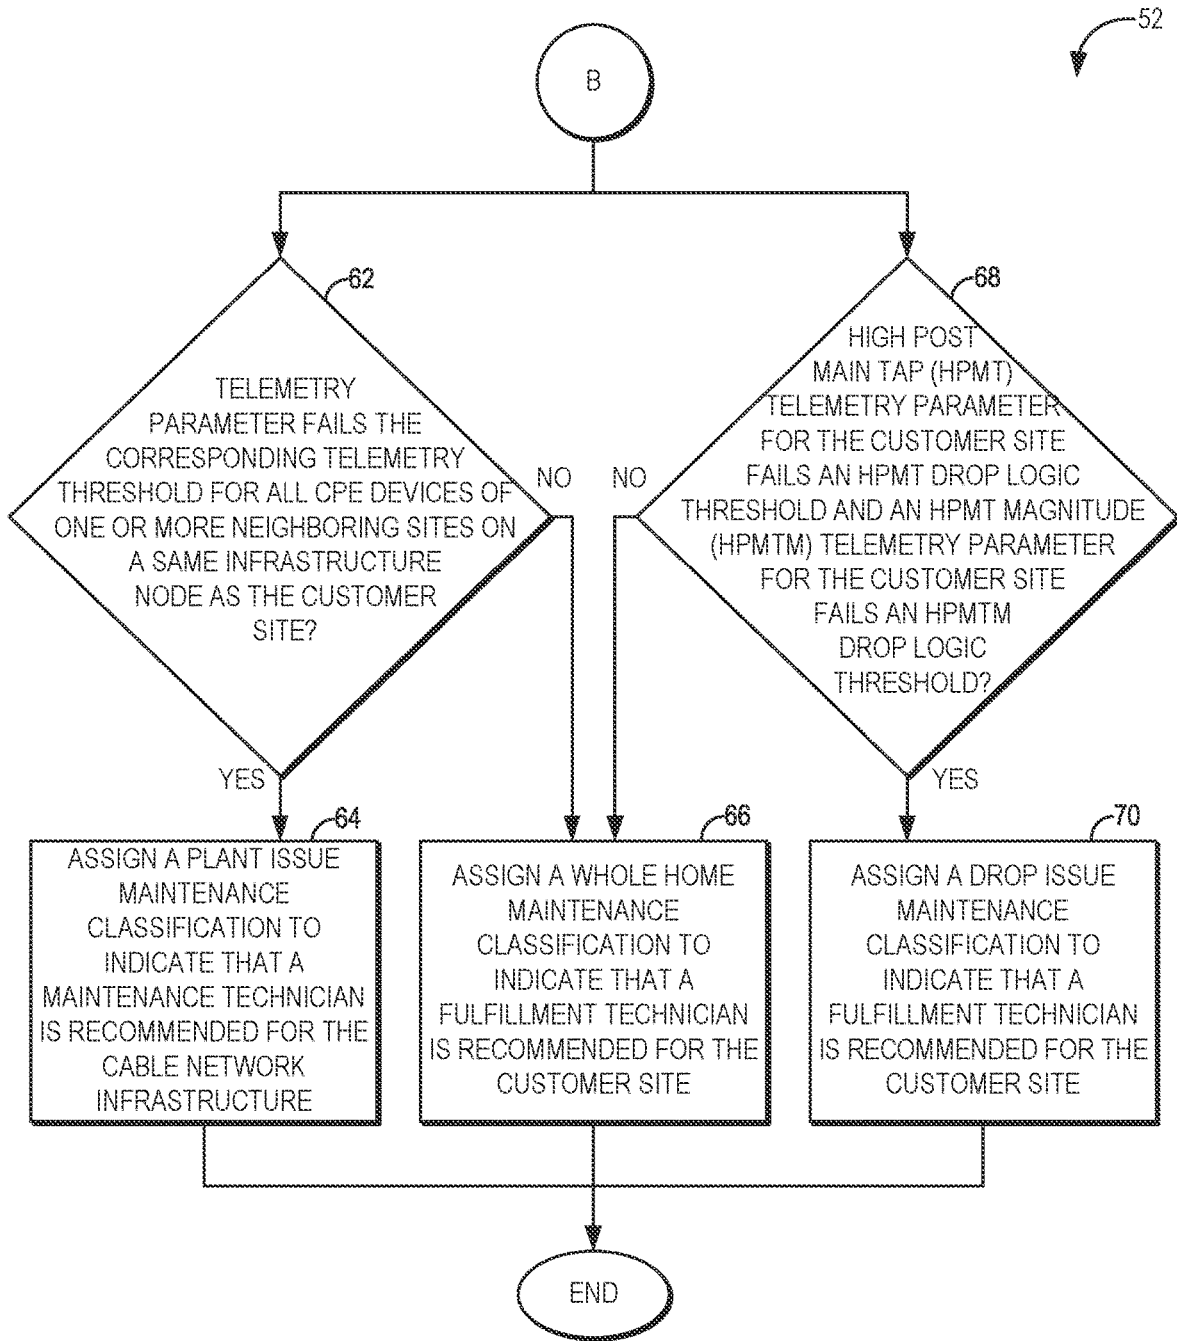 52
B
62
TELEMETRY
PARAMETER FAILS THE
CORRESPONDING TELEMETRY
THRESHOLD FOR ALL CPE DEVICES OF
ONE OR MORE NEIGHBORING SITES ON
A SAME INFRASTRUCTURE
NODE AS THE CUSTOMER
SITE?
NO
YES
68
HIGH POST
MAIN TAP (HPMT)
TELEMETRY PARAMETER
FOR THE CUSTOMER SITE
FAILS AN HPMT DROP LOGIC
THRESHOLD AND AN HPMT MAGNITUDE
(HPMTM) TELEMETRY PARAMETER
FOR THE CUSTOMER SITE
FAILS AN HPMTM
DROP LOGIC
THRESHOLD?
NO
YES
64
ASSIGN A PLANT ISSUE
MAINTENANCE
CLASSIFICATION TO
INDICATE THAT A
MAINTENANCE TECHNICIAN
IS RECOMMENDED FOR THE
CABLE NETWORK
INFRASTRUCTURE
66
ASSIGN A WHOLE HOME
MAINTENANCE
CLASSIFICATION TO
INDICATE THAT A
FULFILLMENT TECHNICIAN
IS RECOMMENDED FOR THE
CUSTOMER SITE
70
ASSIGN A DROP ISSUE
MAINTENANCE
CLASSIFICATION TO
INDICATE THAT A
FULFILLMENT TECHNICIAN
IS RECOMMENDED FOR THE
CUSTOMER SITE
END